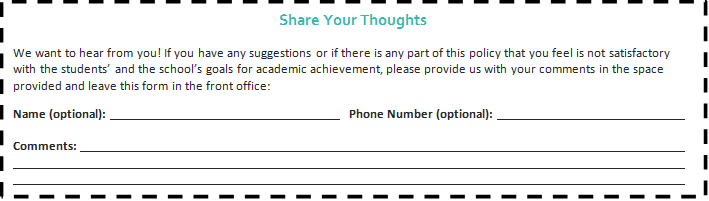 Share Your Thoughts
We want to hear from you! If you have any suggestions or if there is any part of this policy that you feel is not satisfactory
with the students’ and the school’s goals for academic achievement, please provide us with your comments in the space
provided and leave this form in the front office:
Name (optional): Phone Number (optional):
Comments: